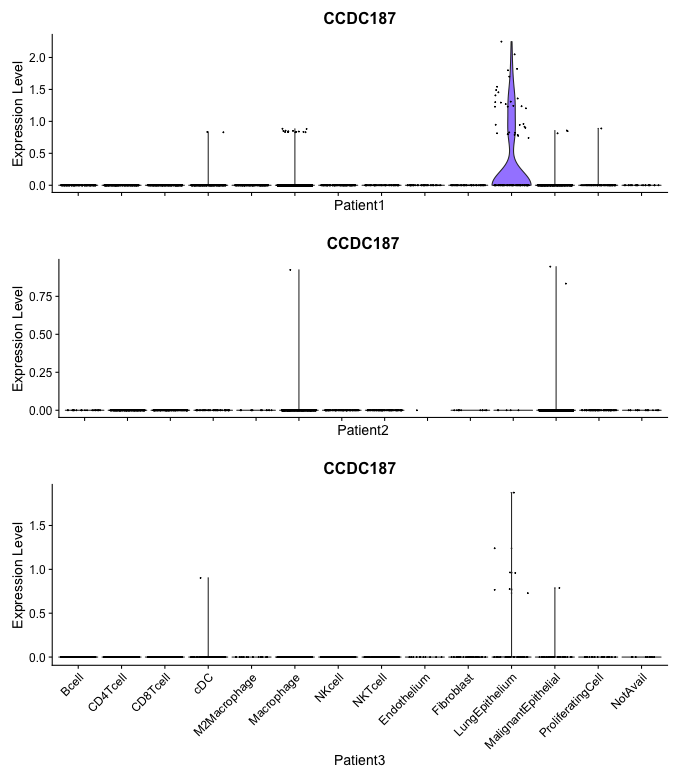 CCDC187
Expression Level
2.0
1.5
1.0
0.5
0.0
Patient1
CCDC187
Expression Level
0.75
0.50
0.25
0.00
Patient2
CCDC187
Expression Level
1.5
1.0
0.5
0.0
Bcell
CD4Tcell
CD8Tcell
cDC
M2Macrophage
Macrophage
NKcell
NKTcell
Endothelium
Fibroblast
LungEpithelium
MalignantEpithelial
ProliferatingCell
NotAvail
Patient3